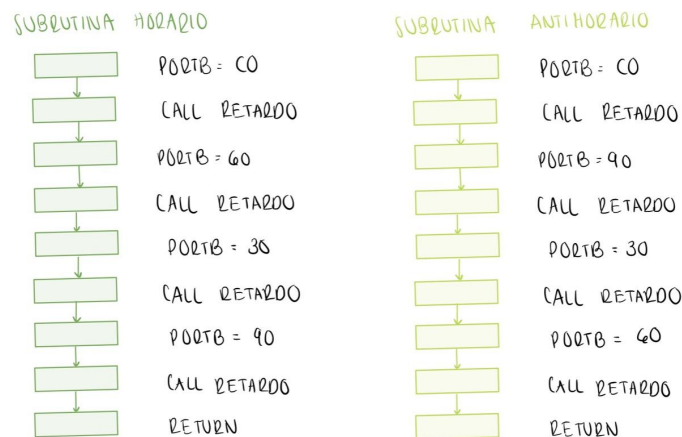 SUBRUTINA HORARIO
PORTB = C0
CALL RETARDO
PORTB = 60
CALL RETARDO
PORTB = 30
CALL RETARDO
PORTB = 90
CALL RETARDO
RETURN
SUBRUTINA ANTIHORARIO
PORTB = C0
CALL RETARDO
PORTB = 90
CALL RETARDO
PORTB = 30
CALL RETARDO
PORTB = 60
CALL RETARDO
RETURN